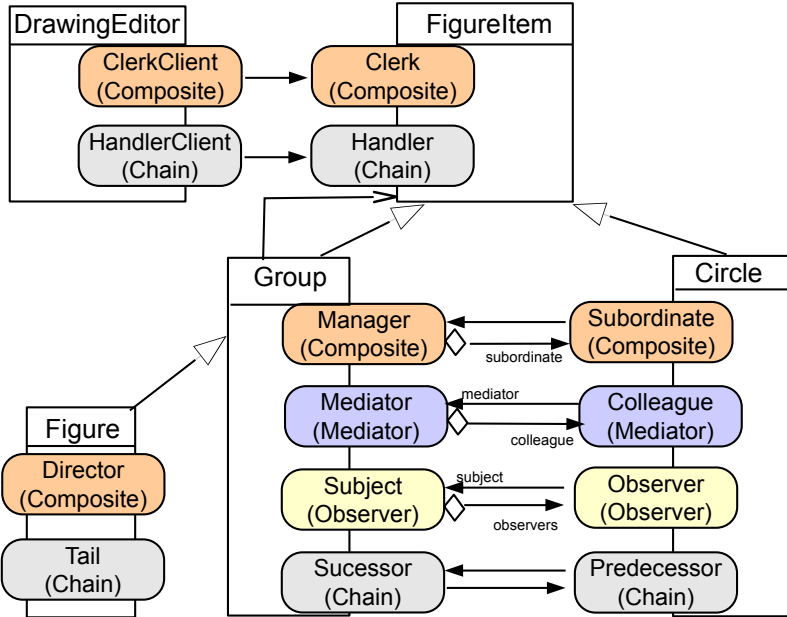 DrawingEditor
FigureItem
ClerkClient
(Composite)
Clerk
(Composite)
HandlerClient
(Chain)
Handler
(Chain)
Group
Circle
Manager
(Composite)
Subordinate
(Composite)
subordinate
Mediator
(Mediator)
mediator
Colleague
(Mediator)
colleague
Figure
Director
(Composite)
Subject
(Observer)
subject
Observer
(Observer)
observers
Tail
(Chain)
Sucessor
(Chain)
Predecessor
(Chain)